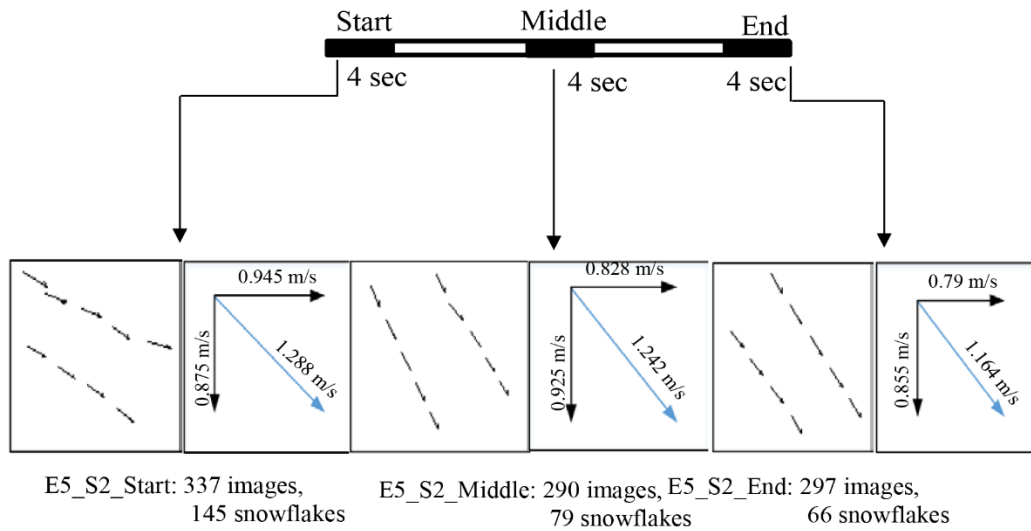 Start
Middle
End
4 sec
4 sec
4 sec
0.945 m/s
0.875 m/s
1.288 m/s
0.828 m/s
0.925 m/s
1.242 m/s
0.79 m/s
0.855 m/s
1.164 m/s
E5_S2_Start: 337 images,
145 snowflakes
E5_S2_Middle: 290 images,
79 snowflakes
E5_S2_End: 297 images,
66 snowflakes